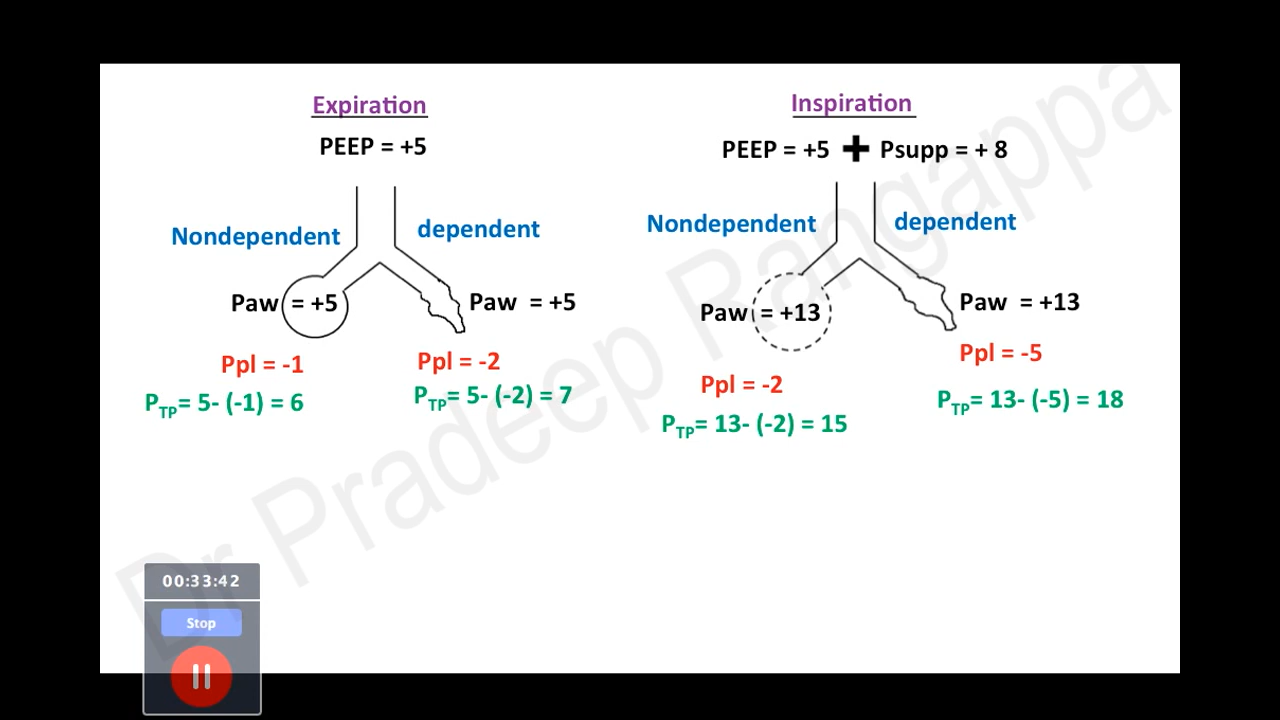 Expiration
PEEP = +5
Nondependent
dependent
Paw = +5
Paw = +5
Ppl = -1
Ppl = -2
PTP= 5- (-1) = 6
PTP= 5- (-2) = 7
Inspiration
PEEP = +5 + Psupp = + 8
Nondependent
dependent
Paw = +13
Paw = +13
Ppl = -2
Ppl = -5
PTP= 13- (-2) = 15
PTP= 13- (-5) = 18
Dr Pradeep Rangappa
00:33:42
Stop